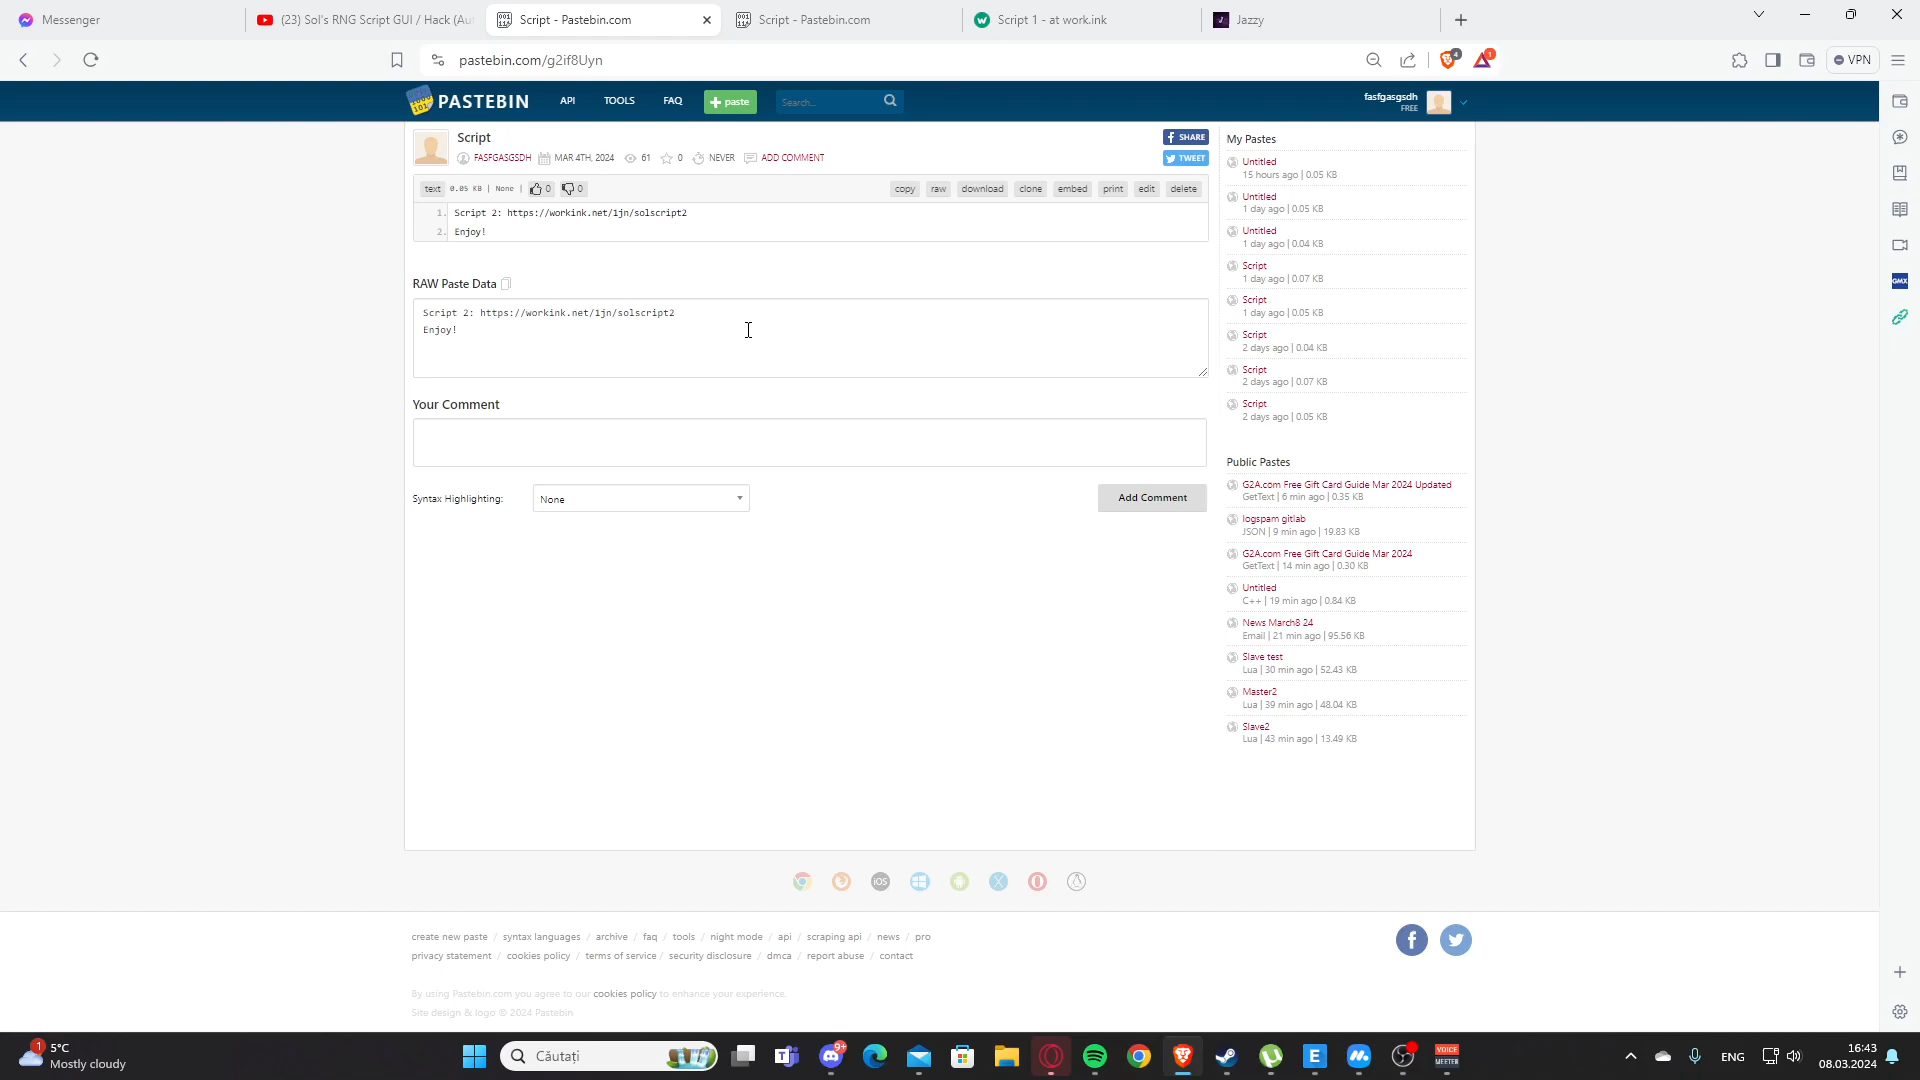 Messenger
(23) Sol's RNG Script GUI / Hack (Aut
Script - Pastebin.com
Script - Pastebin.com
Script 1 - at work.ink
Jazzy
pastebin.com/g2if8Uyn
4
1
VPN
PASTEBIN
API
TOOLS
FAQ
paste
Search...
fasfgasgsdh
FREE
Script
FASFGASGSDH
MAR 4TH, 2024
61
0
NEVER
ADD COMMENT
SHARE
TWEET
text
0.05 KB | None |
0
0
copy
raw
download
clone
embed
print
edit
delete
1. Script 2: https://workink.net/1jn/solscript2
2. Enjoy!
RAW Paste Data
Script 2: https://workink.net/1jn/solscript2
Enjoy!
Your Comment
Syntax Highlighting:
None
Add Comment
My Pastes
Untitled
15 hours ago | 0.05 KB
Untitled
1 day ago | 0.05 KB
Untitled
1 day ago | 0.04 KB
Script
1 day ago | 0.07 KB
Script
1 day ago | 0.05 KB
Script
2 days ago | 0.04 KB
Script
2 days ago | 0.07 KB
Script
2 days ago | 0.05 KB
Public Pastes
G2A.com Free Gift Card Guide Mar 2024 Updated
GetText | 6 min ago | 0.35 KB
logspam gitlab
JSON | 9 min ago | 19.83 KB
G2A.com Free Gift Card Guide Mar 2024
GetText | 14 min ago | 0.30 KB
Untitled
C++ | 19 min ago | 0.84 KB
News March8 24
Email | 21 min ago | 95.56 KB
Slave test
Lua | 30 min ago | 52.43 KB
Master2
Lua | 39 min ago | 48.04 KB
Slave2
Lua | 43 min ago | 13.49 KB
GMX
iOS
create new paste / syntax languages / archive / faq / tools / night mode / api / scraping api / news / pro
privacy statement / cookies policy / terms of service / security disclosure / dmca / report abuse / contact
By using Pastebin.com you agree to our cookies policy to enhance your experience.
Site design & logo © 2024 Pastebin
1
5°C
Mostly cloudy
Căutați
9+
E
VOICE
MEETER
ENG
16:43
08.03.2024